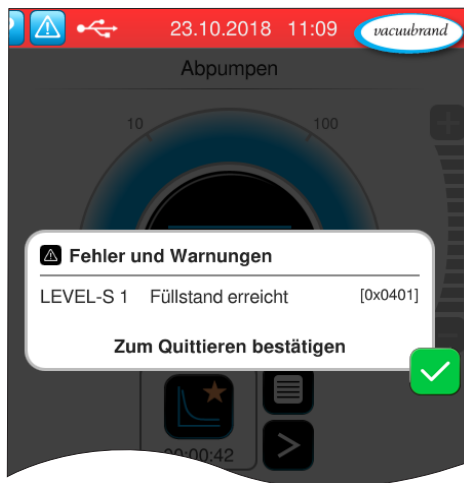 23.10.2018 11:09 vacuubrand
Abpumpen
10 100
Fehler und Warnungen
LEVEL-S 1 Füllstand erreicht [0x0401]
Zum Quittieren bestätigen
00:00:42